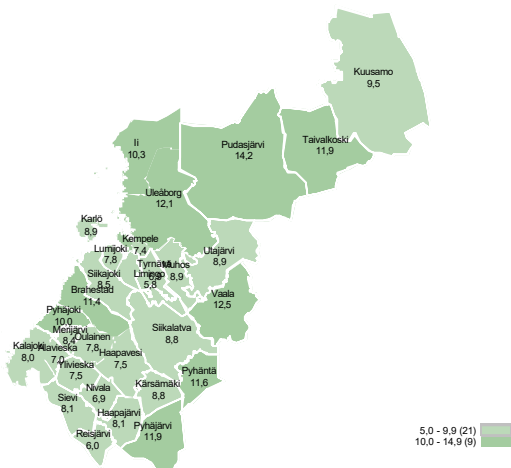 Kuusamo
9,5
Ii
10,3
Pudasjärvi
14,2
Taivalkoski
11,9
Uleåborg
12,1
Karlö
8,9
Kempele
7,4
Lumijoki
7,8
Tyrnävä
Muhos
8,9
Utajärvi
8,9
Limingo
5,8
Siikajoki
8,5
Brahestad
11,4
Vaala
12,5
Pyhäjoki
10,0
Merijärvi
8,4
Oulainen
7,8
Siikalatva
8,8
Kalajoki
8,0
Alavieska
7,0
Haapavesi
7,5
Ylivieska
7,5
Pyhäntä
11,6
Nivala
6,9
Kärsämäki
8,8
Sievi
8,1
Haapajärvi
8,1
Reisjärvi
6,0
Pyhäjärvi
11,9
5,0 - 9,9 (21)
10,0 - 14,9 (9)